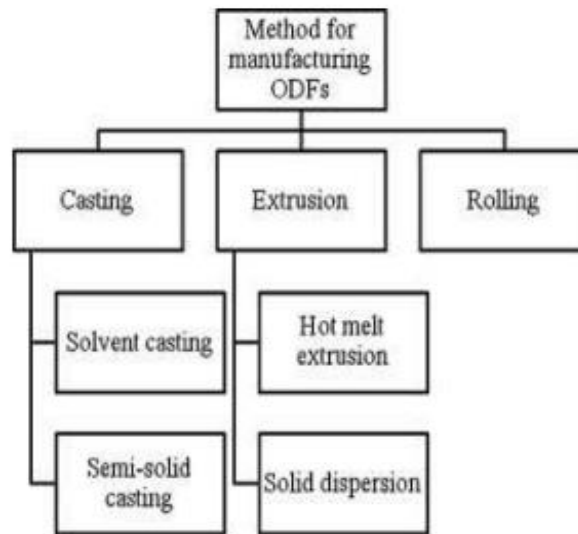 Method for
manufacturing
ODFs
Casting
Extrusion
Rolling
Solvent casting
Hot melt
extrusion
Semi-solid
casting
Solid dispersion